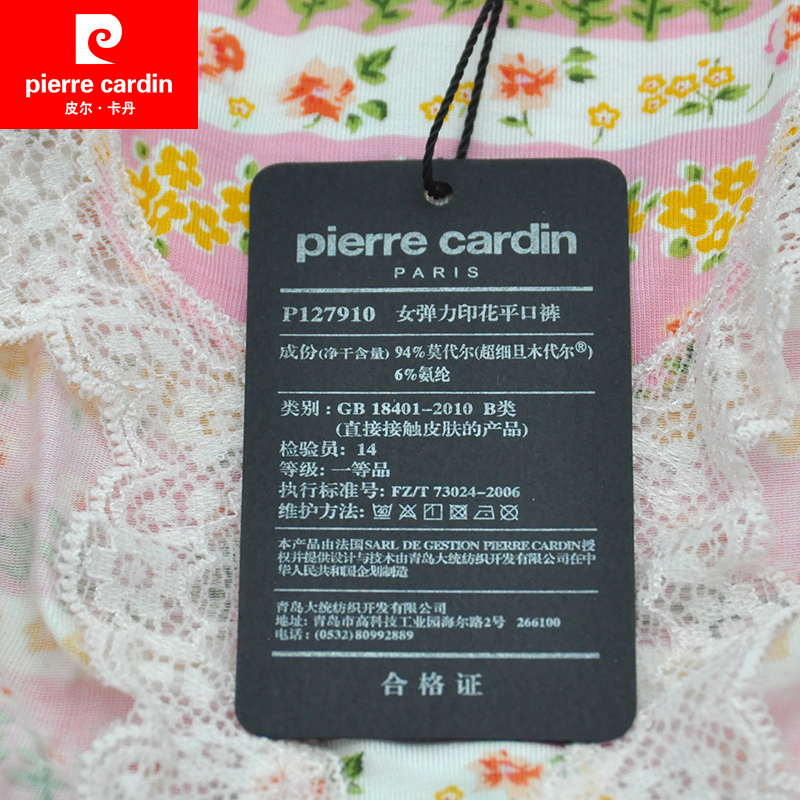 pierre cardin
皮尔·卡丹
pierre cardin
PARIS
P127910 女弹力印花平口裤
成份(净干含量) 94%莫代尔(超细旦木代尔®)
6%氨纶
类别: GB 18401-2010 B类
(直接接触皮肤的产品)
检验员: 14
等级: 一等品
执行标准号: FZ/T 73024-2006
维护方法:
本产品由法国SARL DE GESTION PIERRE CARDIN授
权并提供设计与技术由青岛大统纺织开发有限公司在中
华人民共和国企划制造
青岛大统纺织开发有限公司
地址: 青岛市高科技工业园海尔路2号 266100
电话: (0532)80992889
合格证